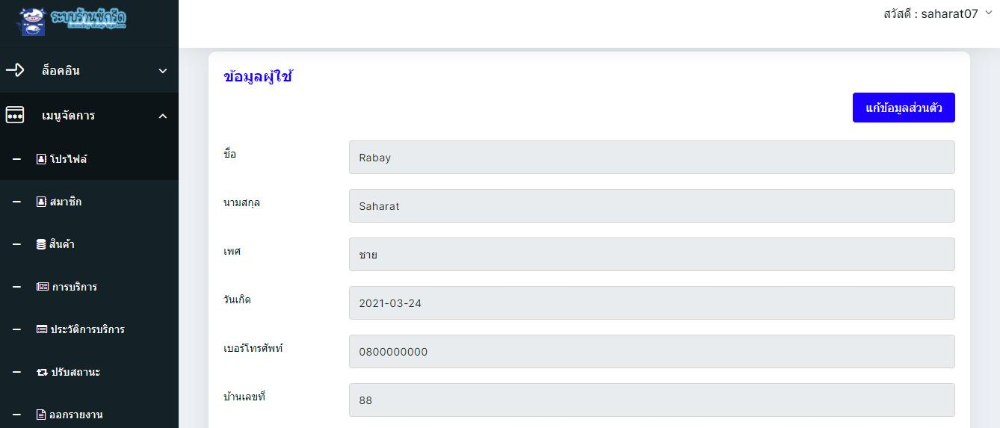 ระบบร้านซักรีด
สวัสดี : saharat07
ล็อคอิน
เมนูจัดการ
โปรไฟล์
สมาชิก
สินค้า
การบริการ
ประวัติการบริการ
ปรับสถานะ
ออกรายงาน
ข้อมูลผู้ใช้
แก้ข้อมูลส่วนตัว
ชื่อ
Rabay
นามสกุล
Saharat
เพศ
ชาย
วันเกิด
2021-03-24
เบอร์โทรศัพท์
0800000000
บ้านเลขที่
88